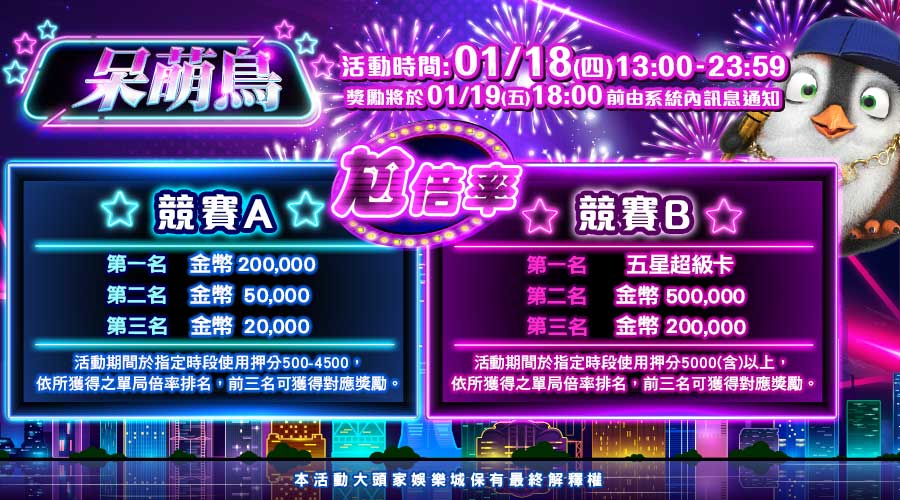 呆萌鳥
活動時間:01/18(四)13:00-23:59
獎勵將於01/19(五)18:00前由系統內訊息通知
尬倍率
競賽A
第一名 金幣 200,000
第二名 金幣 50,000
第三名 金幣 20,000
活動期間於指定時段使用押分500-4500，
依所獲得之單局倍率排名，前三名可獲得對應獎勵。
競賽B
第一名 五星超級卡
第二名 金幣 500,000
第三名 金幣 200,000
活動期間於指定時段使用押分5000(含)以上，
依所獲得之單局倍率排名，前三名可獲得對應獎勵。
本活動大頭家娛樂城保有最終解釋權